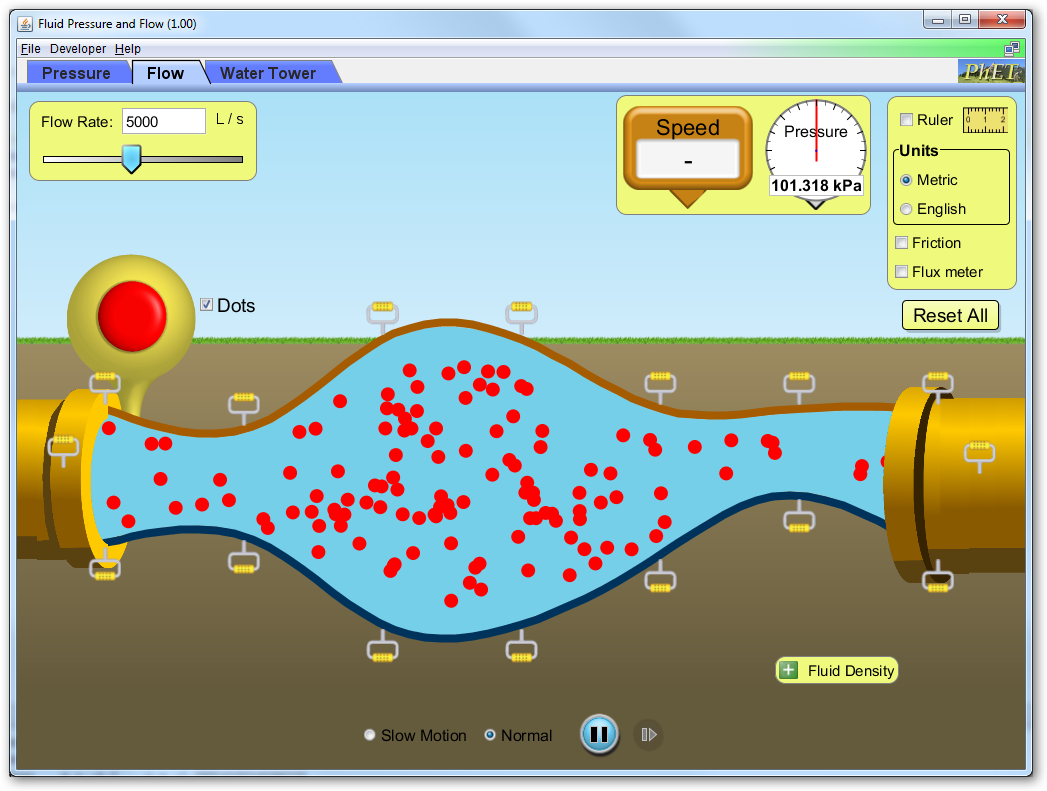 Fluid Pressure and Flow (1.00)
File Developer Help
Pressure Flow Water Tower
PhET
Flow Rate: 5000 L / s
Speed
-
Pressure
101.318 kPa
Ruler
0 1 2
Units
Metric
English
Friction
Flux meter
Reset All
Dots
Fluid Density
Slow Motion Normal